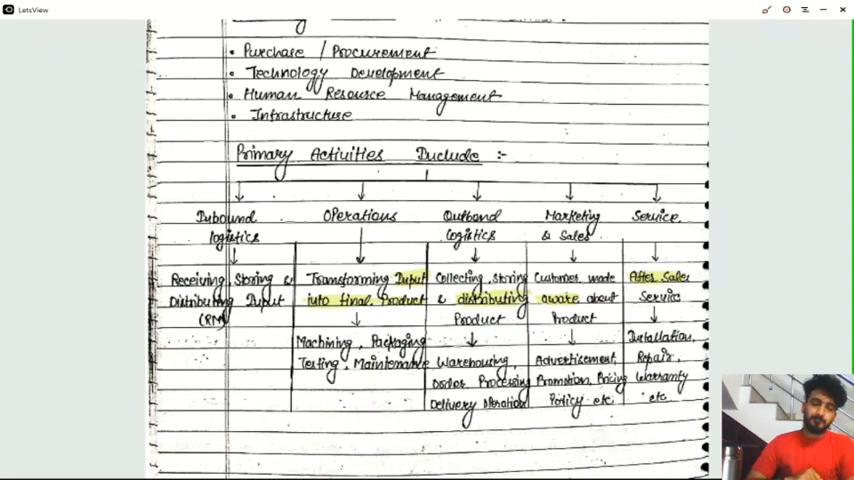 LetsView
• Purchase / Procurement
• Technology Development
• Human Resource Management
• Infrastructure
Primary Activities Include :-
Inbound Logistics
Operations
Outbond Logistics
Marketing & Sales
Service
Receiving, Storing &
Distributing Input
(RM)
Transforming Input
into final Product
Machining, Packaging
Testing, Maintenance
Collecting, storing
& distributing
Product
Warehousing,
Order Processing
Delivery Operation
Customer made
aware about
Product
Advertisement,
Promotion, Pricing
Policy etc.
After Sales
Service
Installation,
Repair,
Warranty
etc